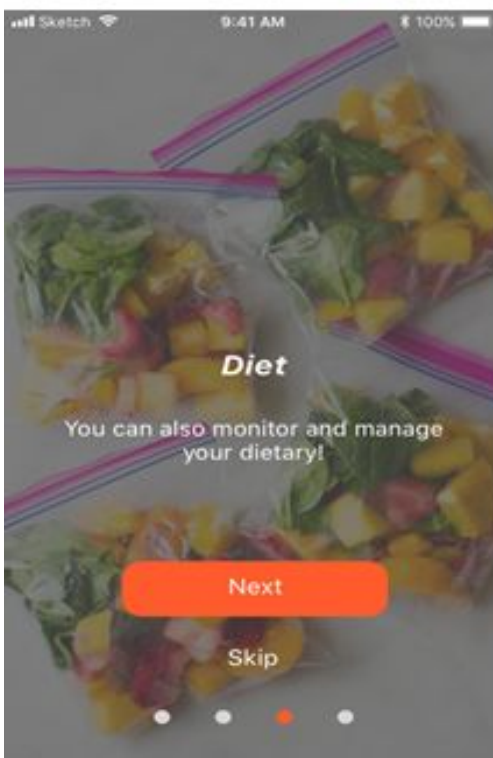 Sketch 9:41 AM 100%
Diet
You can also monitor and manage
your dietary!
Next
Skip